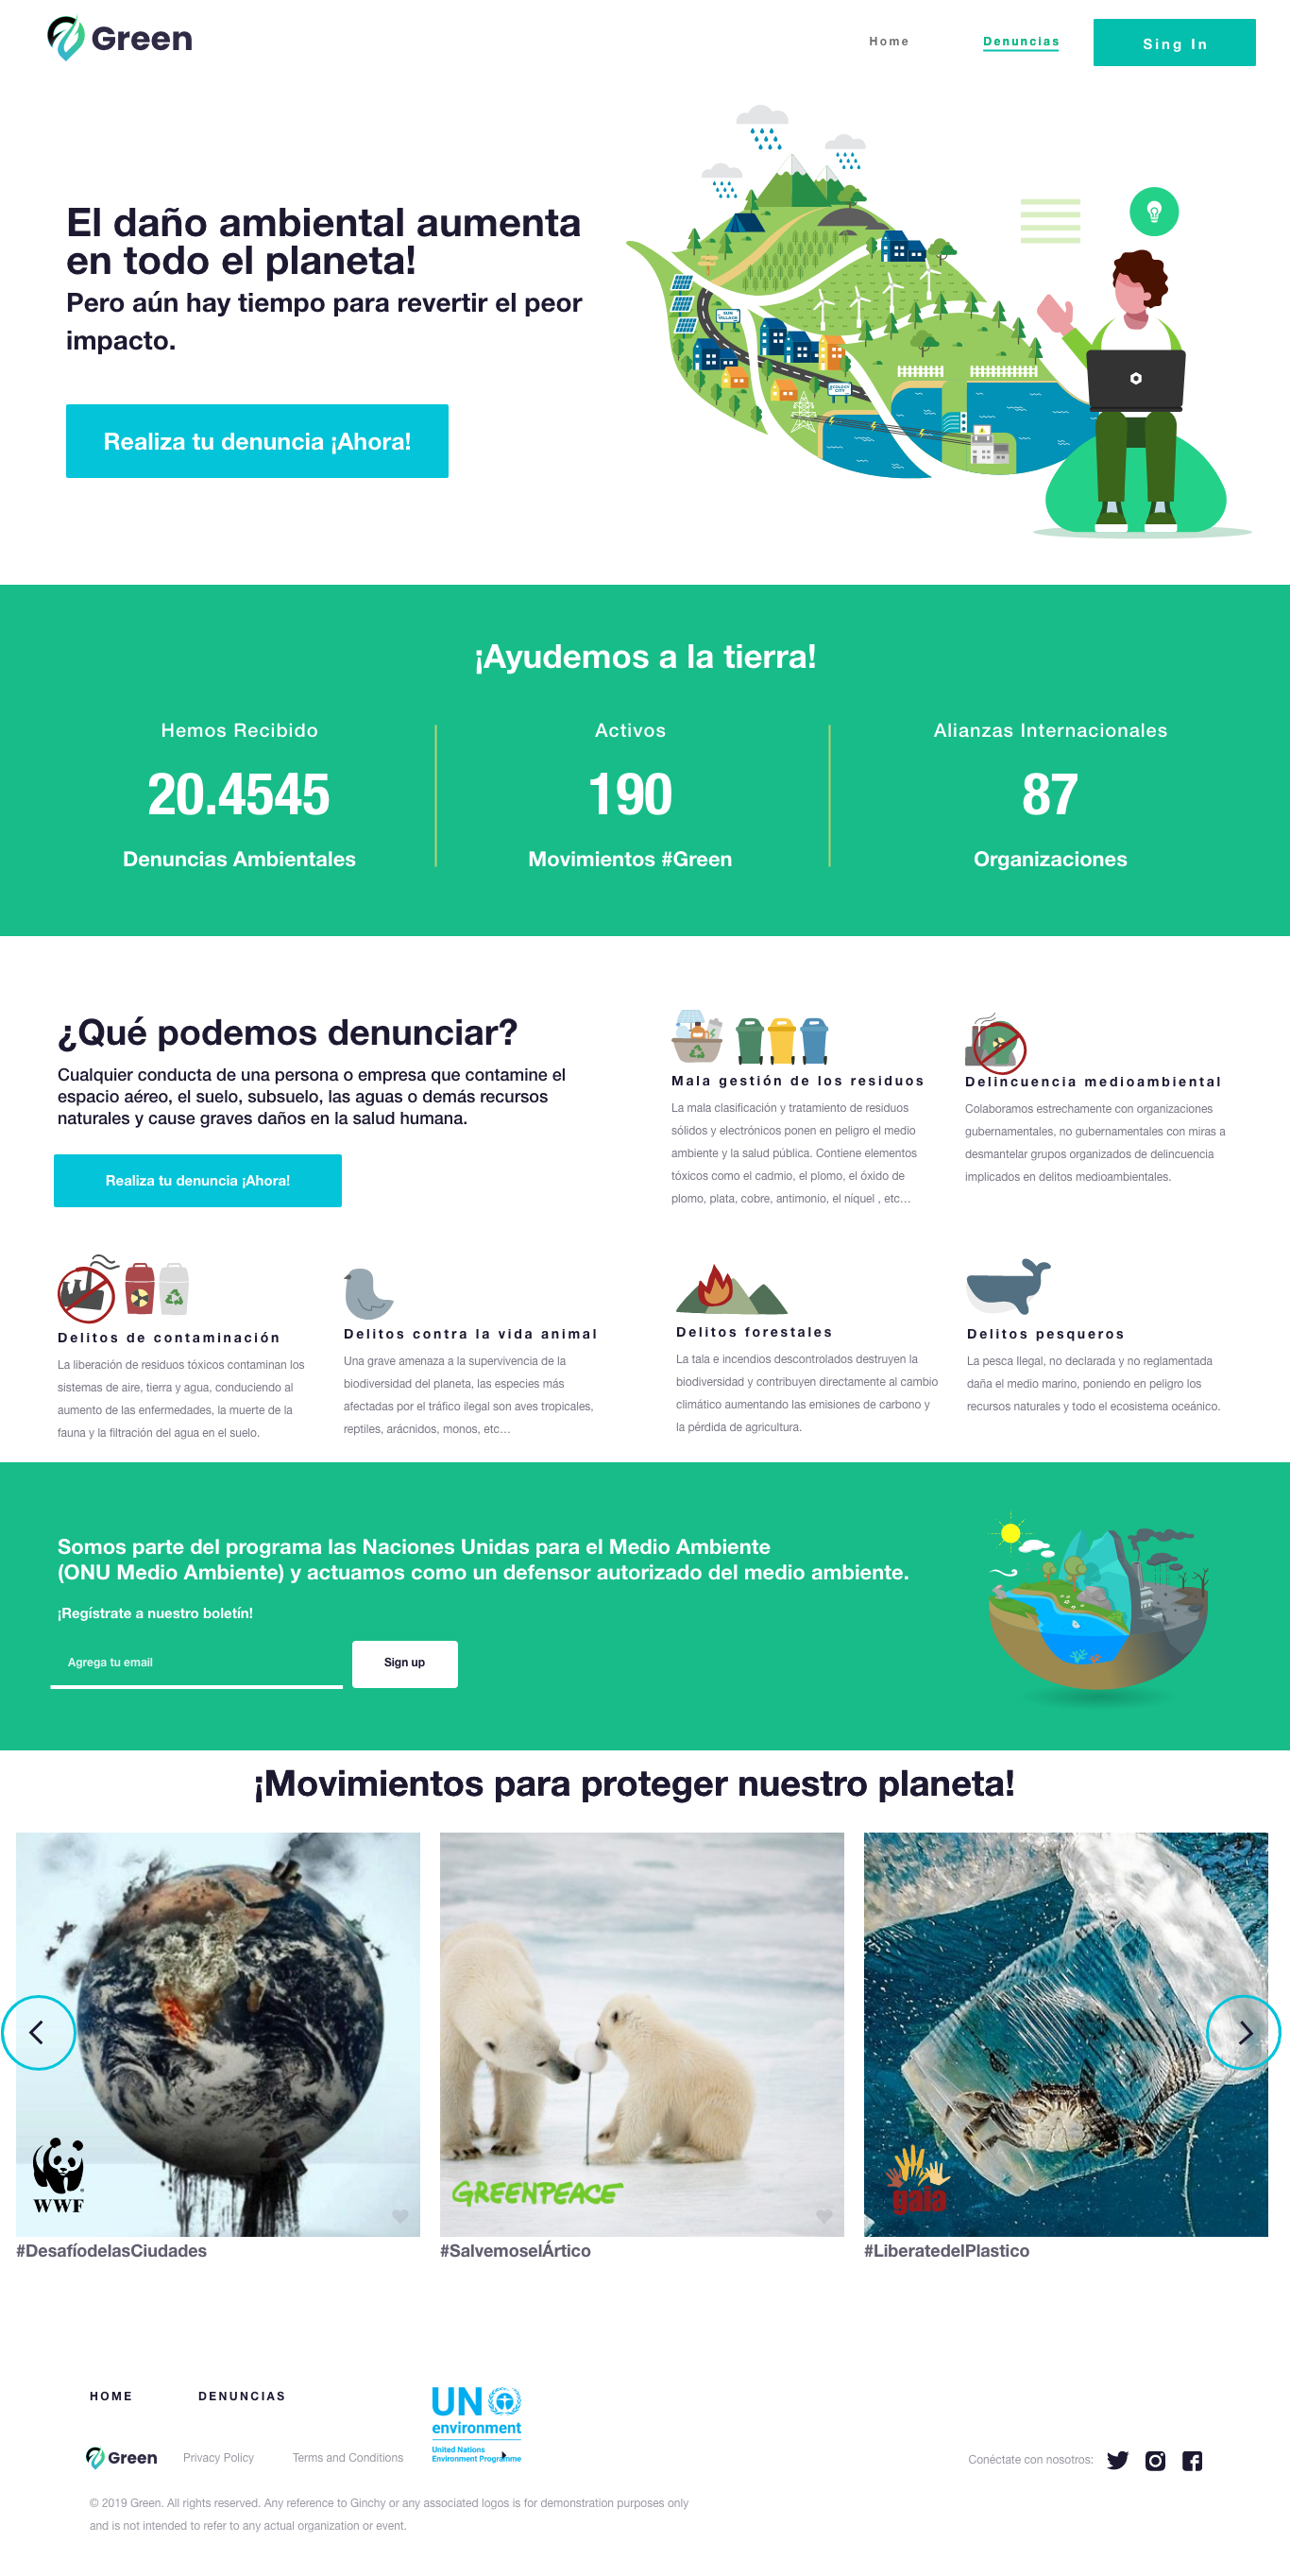 Green
Home
Denuncias
Sing In
El daño ambiental aumenta
en todo el planeta!
Pero aún hay tiempo para revertir el peor
impacto.
SUN
VILLAGE
ECOLOGY
CITY
Realiza tu denuncia ¡Ahora!
¡Ayudemos a la tierra!
Hemos Recibido
20.4545
Denuncias Ambientales
Activos
190
Movimientos #Green
Alianzas Internacionales
87
Organizaciones
¿Qué podemos denunciar?
Cualquier conducta de una persona o empresa que contamine el
espacio aéreo, el suelo, subsuelo, las aguas o demás recursos
naturales y cause graves daños en la salud humana.
Realiza tu denuncia ¡Ahora!
Mala gestión de los residuos
La mala clasificación y tratamiento de residuos
sólidos y electrónicos ponen en peligro el medio
ambiente y la salud pública. Contiene elementos
tóxicos como el cadmio, el plomo, el óxido de
plomo, plata, cobre, antimonio, el níquel , etc...
Delincuencia medioambiental
Colaboramos estrechamente con organizaciones
gubernamentales, no gubernamentales con miras a
desmantelar grupos organizados de delincuencia
implicados en delitos medioambientales.
Delitos de contaminación
La liberación de residuos tóxicos contaminan los
sistemas de aire, tierra y agua, conduciendo al
aumento de las enfermedades, la muerte de la
fauna y la filtración del agua en el suelo.
Delitos contra la vida animal
Una grave amenaza a la supervivencia de la
biodiversidad del planeta, las especies más
afectadas por el tráfico ilegal son aves tropicales,
reptiles, arácnidos, monos, etc...
Delitos forestales
La tala e incendios descontrolados destruyen la
biodiversidad y contribuyen directamente al cambio
climático aumentando las emisiones de carbono y
la pérdida de agricultura.
Delitos pesqueros
La pesca Ilegal, no declarada y no reglamentada
daña el medio marino, poniendo en peligro los
recursos naturales y todo el ecosistema oceánico.
Somos parte del programa las Naciones Unidas para el Medio Ambiente
(ONU Medio Ambiente) y actuamos como un defensor autorizado del medio ambiente.
¡Regístrate a nuestro boletín!
Agrega tu email
Sign up
¡Movimientos para proteger nuestro planeta!
WWF
GREENPEACE
gaia
#DesafíodelasCiudades
#SalvemoselÁrtico
#LiberatedelPlastico
HOME
DENUNCIAS
UN
environment
United Nations
Environment Programme
Green
Privacy Policy
Terms and Conditions
Conéctate con nosotros:
© 2019 Green. All rights reserved. Any reference to Ginchy or any associated logos is for demonstration purposes only
and is not intended to refer to any actual organization or event.